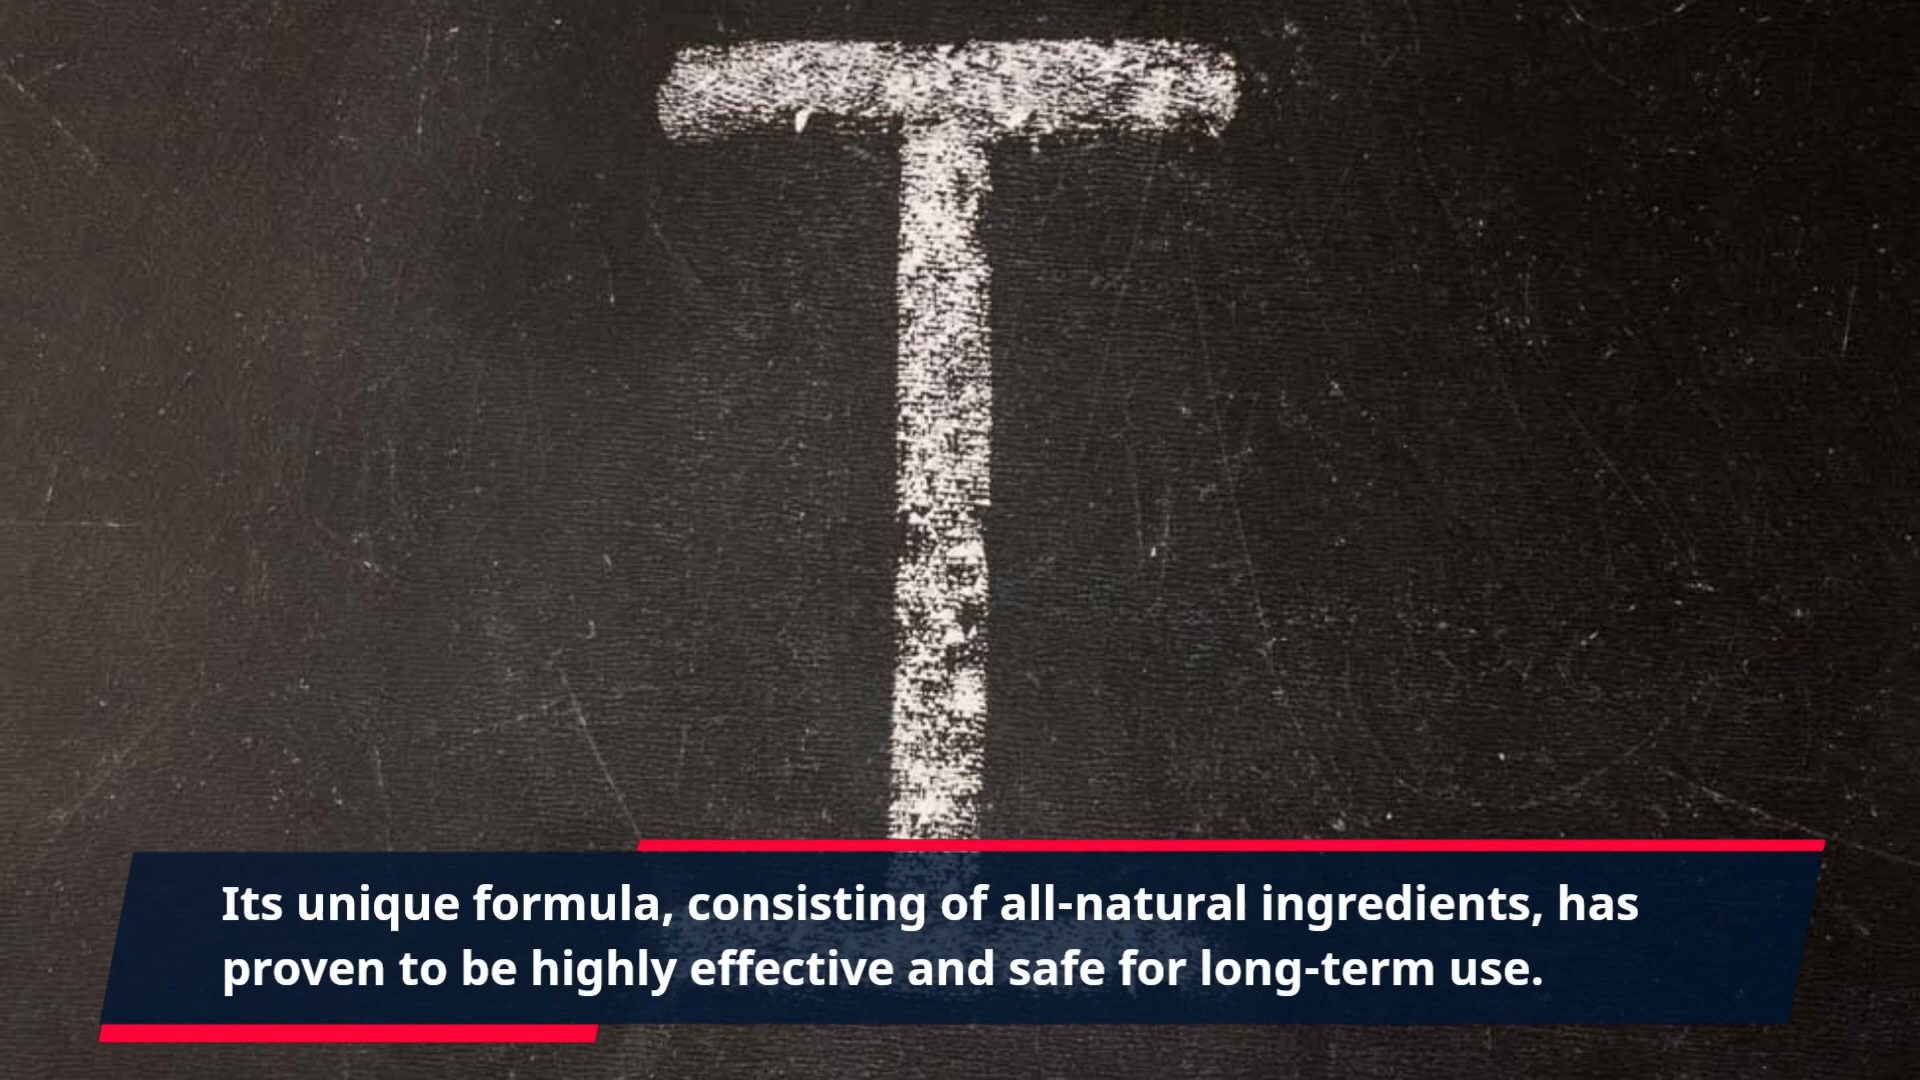 I
Its unique formula, consisting of all-natural ingredients, has
proven to be highly effective and safe for long-term use.